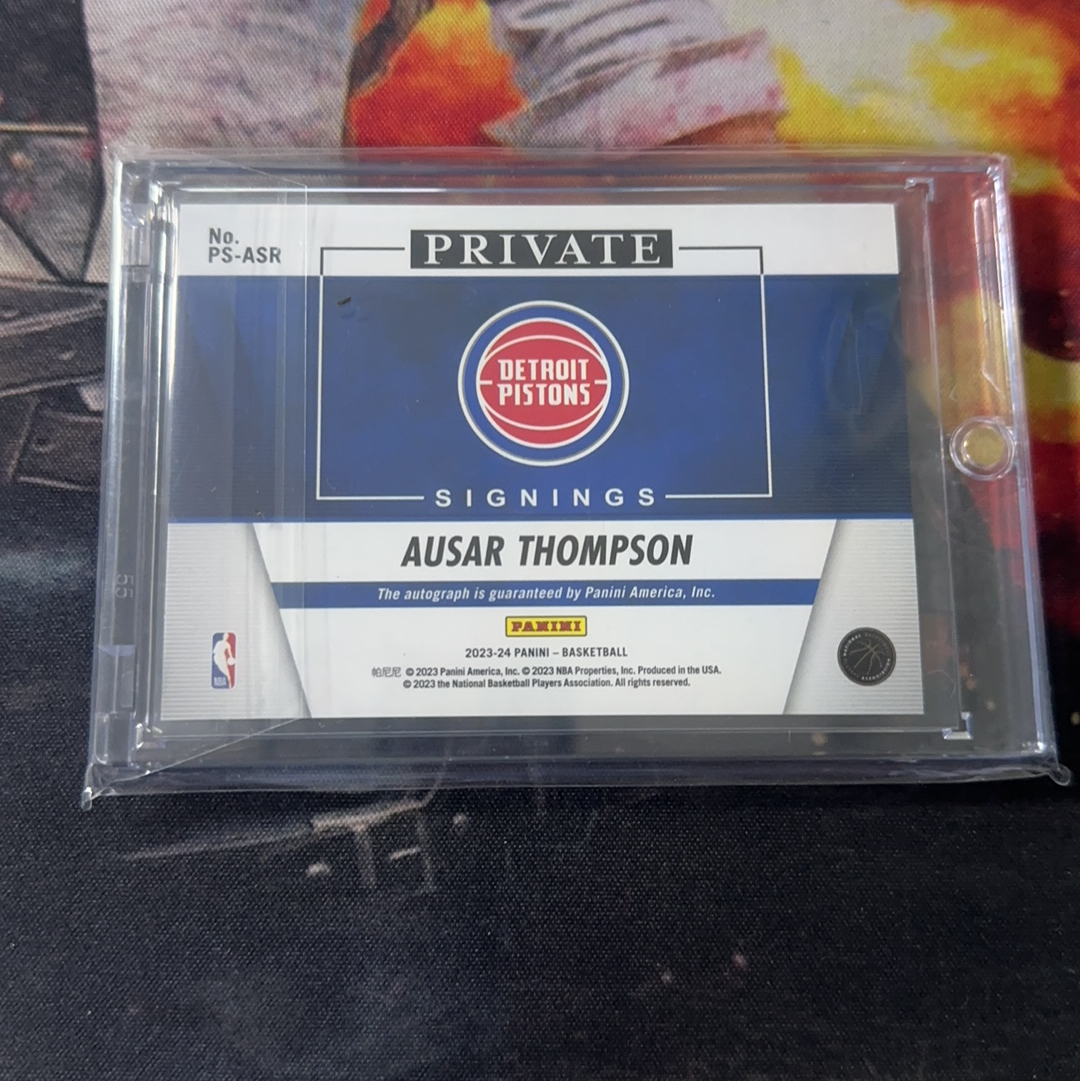 No.
PS-ASR
PRIVATE
DETROIT
PISTONS
SIGNINGS
AUSAR THOMPSON
The autograph is guaranteed by Panini America, Inc.
PANINI
2023-24 PANINI – BASKETBALL
帕尼尼 © 2023 Panini America, Inc. © 2023 NBA Properties, Inc. Produced in the USA.
© 2023 the National Basketball Players Association. All rights reserved.
NBA
55